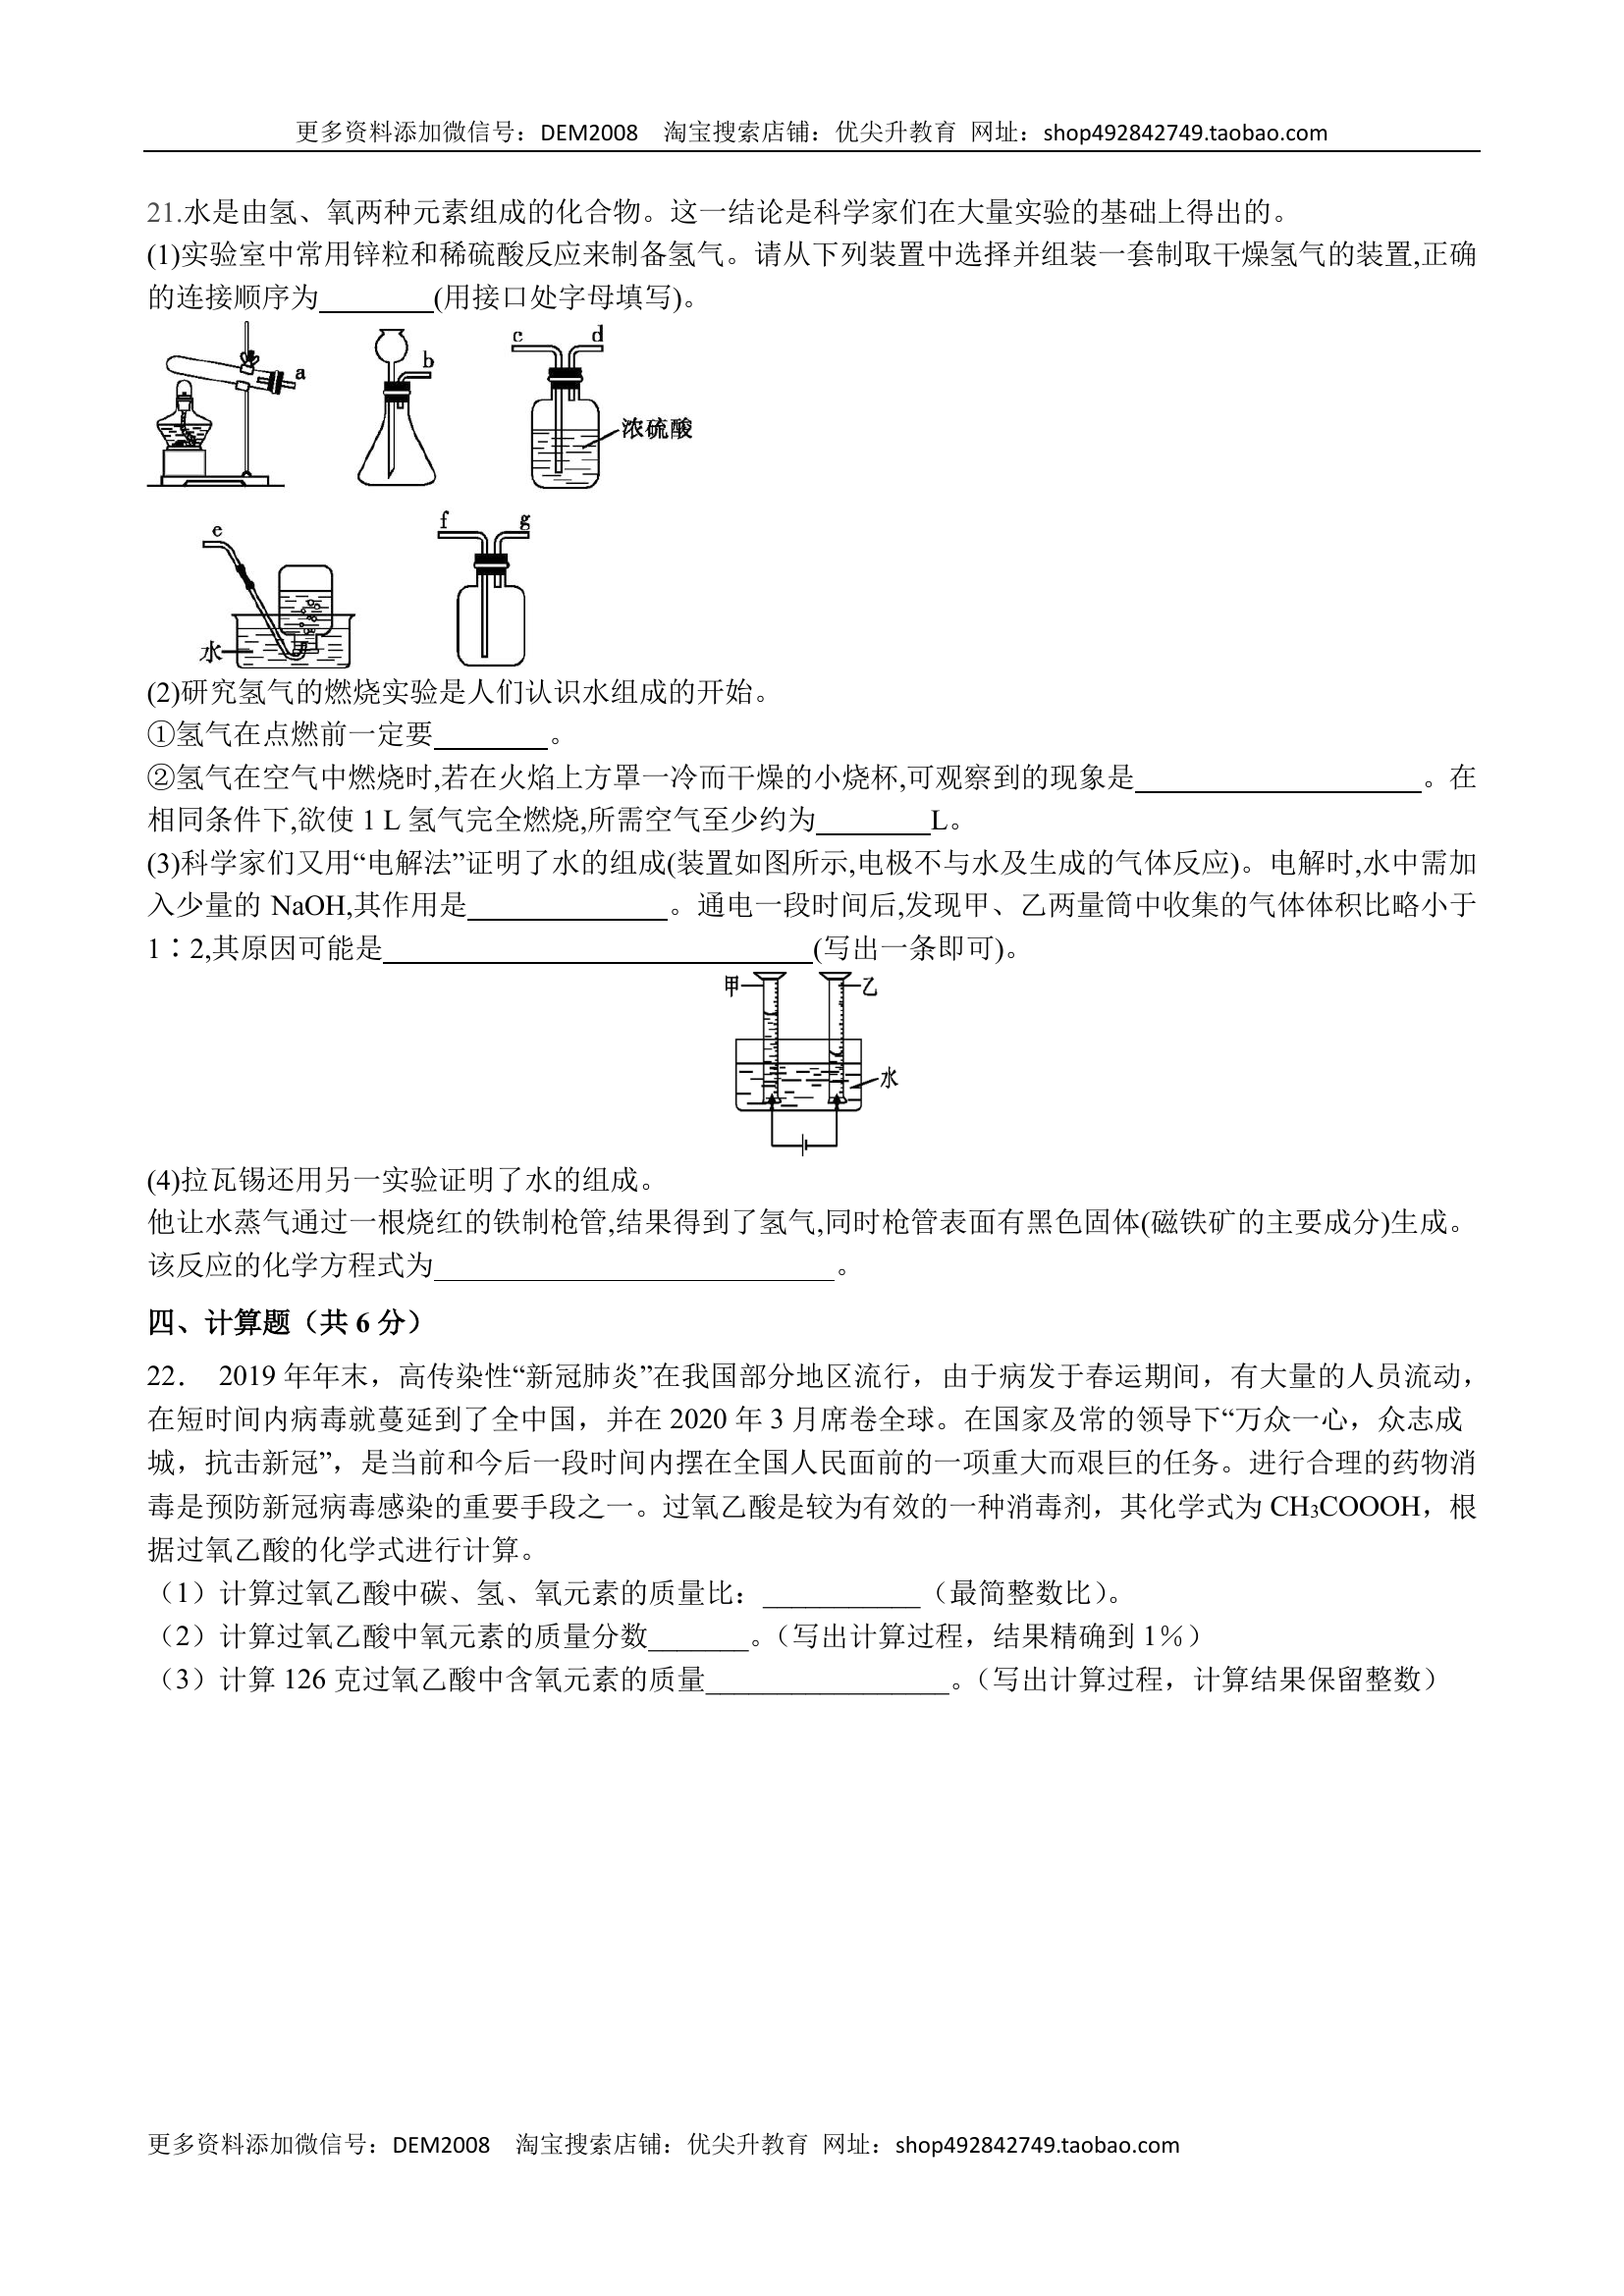 更多资料添加微信号：DEM2008 淘宝搜索店铺：优尖升教育 网址：shop492842749.taobao.com
21.水是由氢、氧两种元素组成的化合物。这一结论是科学家们在大量实验的基础上得出的。
(1)实验室中常用锌粒和稀硫酸反应来制备氢气。请从下列装置中选择并组装一套制取干燥氢气的装置,正确
的连接顺序为________(用接口处字母填写)。
a
b
c d
浓硫酸
e
水
f g
(2)研究氢气的燃烧实验是人们认识水组成的开始。
①氢气在点燃前一定要________。
②氢气在空气中燃烧时,若在火焰上方罩一冷而干燥的小烧杯,可观察到的现象是____________________。在
相同条件下,欲使 1 L 氢气完全燃烧,所需空气至少约为________L。
(3)科学家们又用“电解法”证明了水的组成(装置如图所示,电极不与水及生成的气体反应)。电解时,水中需加
入少量的 NaOH,其作用是______________。通电一段时间后,发现甲、乙两量筒中收集的气体体积比略小于
1∶2,其原因可能是______________________________(写出一条即可)。
甲 乙
水
(4)拉瓦锡还用另一实验证明了水的组成。
他让水蒸气通过一根烧红的铁制枪管,结果得到了氢气,同时枪管表面有黑色固体(磁铁矿的主要成分)生成。
该反应的化学方程式为____________________________。
四、计算题（共 6 分）
22． 2019 年年末，高传染性“新冠肺炎”在我国部分地区流行，由于病发于春运期间，有大量的人员流动，
在短时间内病毒就蔓延到了全中国，并在 2020 年 3 月席卷全球。在国家及常的领导下“万众一心，众志成
城，抗击新冠”，是当前和今后一段时间内摆在全国人民面前的一项重大而艰巨的任务。进行合理的药物消
毒是预防新冠病毒感染的重要手段之一。过氧乙酸是较为有效的一种消毒剂，其化学式为 CH₃COOOH，根
据过氧乙酸的化学式进行计算。
（1）计算过氧乙酸中碳、氢、氧元素的质量比：___________（最简整数比）。
（2）计算过氧乙酸中氧元素的质量分数_______。（写出计算过程，结果精确到 1%）
（3）计算 126 克过氧乙酸中含氧元素的质量_________________。（写出计算过程，计算结果保留整数）
更多资料添加微信号：DEM2008 淘宝搜索店铺：优尖升教育 网址：shop492842749.taobao.com